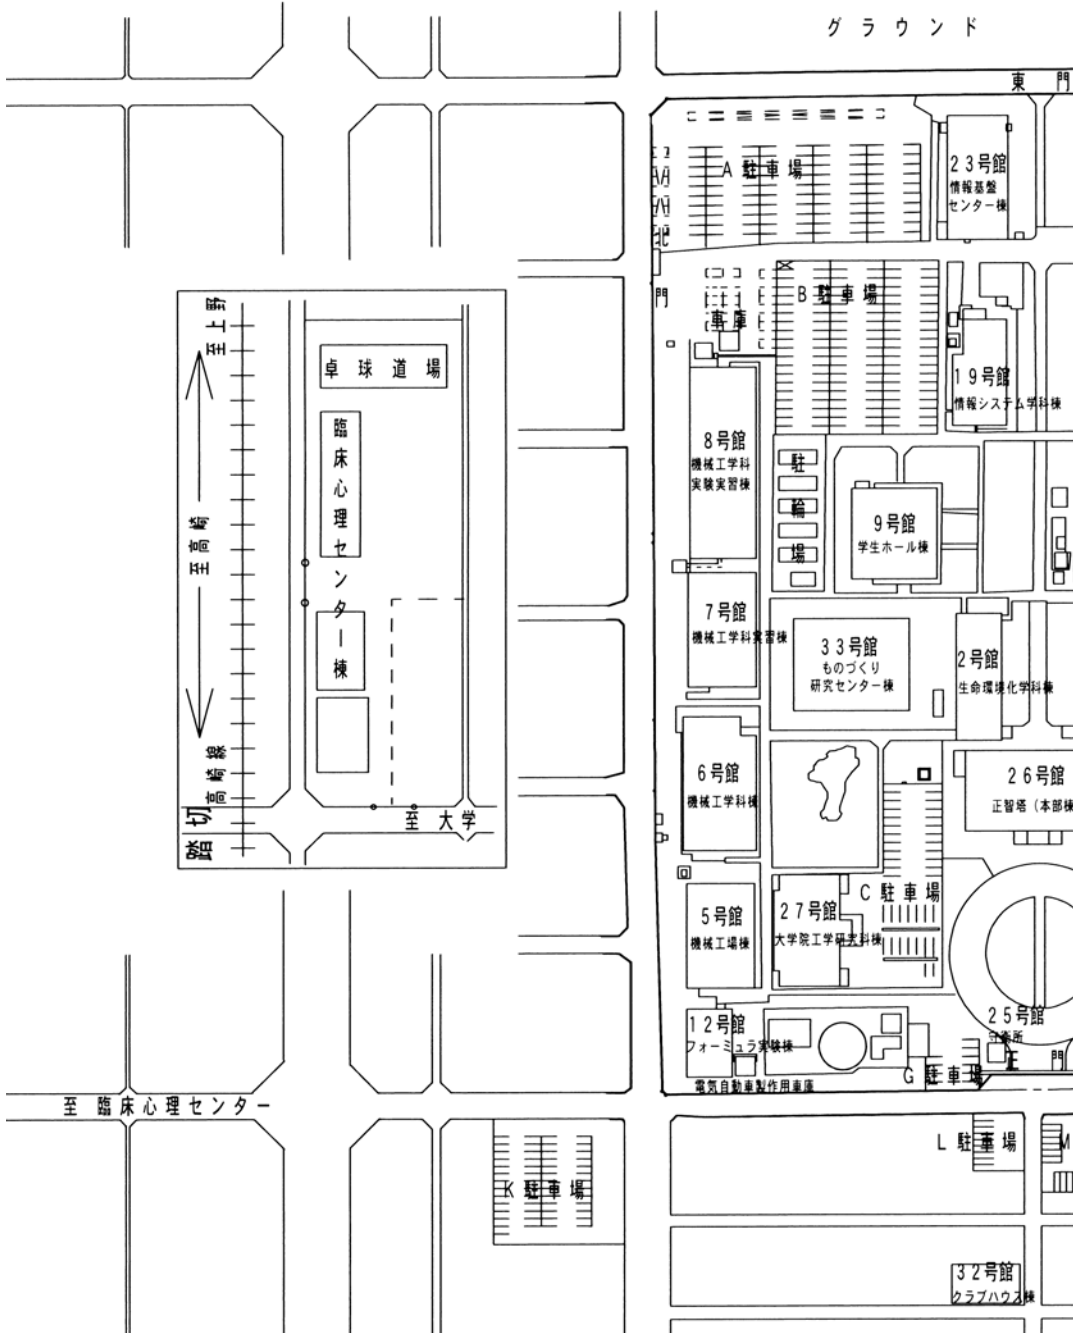 グラウンド
東門
A駐車場
23号館
情報基盤
センター棟
北
門
車庫
B駐車場
19号館
情報システム学科棟
至上野
至高崎
高崎線
踏切
卓球道場
臨床心理センター棟
至大学
8号館
機械工学科
実験実習棟
駐輪場
9号館
学生ホール棟
7号館
機械工学科実習棟
33号館
ものづくり
研究センター棟
2号館
生命環境化学科棟
6号館
機械工学科棟
26号館
正智塔(本部棟
C駐車場
5号館
機械工場棟
27号館
大学院工学研究科棟
12号館
フォーミュラ実験棟
電気自動車製作用車庫
25号館
守衛所
正門
G駐車場
至 臨床心理センター
K駐車場
L駐車場
M
32号館
クラブハウス棟